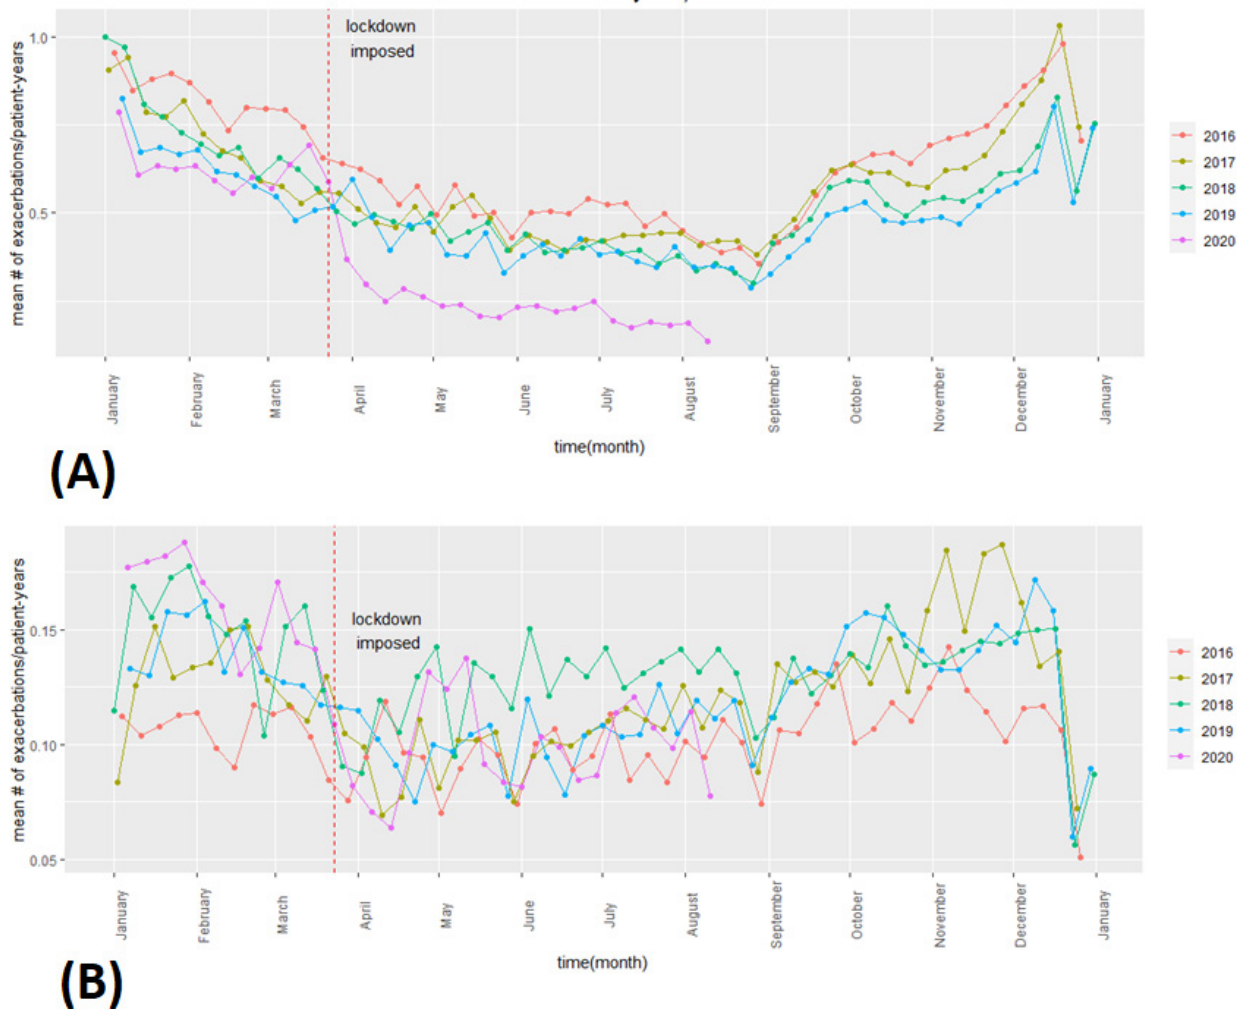 lockdown
imposed
mean # of exacerbations/patient-years
1.0
0.5
January
February
March
April
May
June
July
August
September
October
November
December
January
time(month)
2016
2017
2018
2019
2020
(A)
lockdown
imposed
mean # of exacerbations/patient-years
0.15
0.10
0.05
January
February
March
April
May
June
July
August
September
October
November
December
January
time(month)
2016
2017
2018
2019
2020
(B)